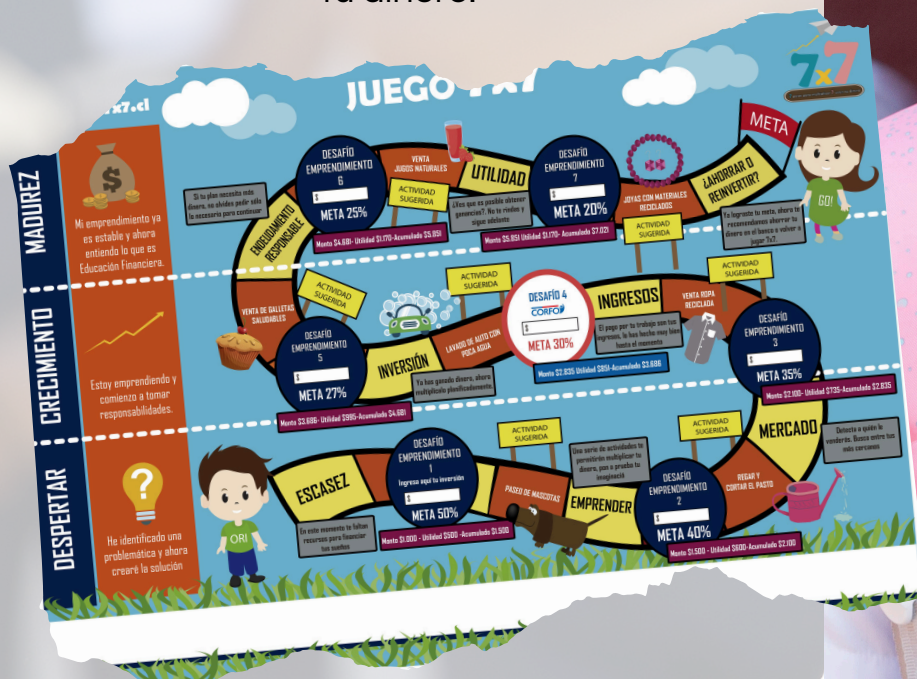 dinero.
JUEGO 7x7
7x7
x7.cl
MADUREZ
Mi emprendimiento ya
es estable y ahora
entiendo lo que es
Educación Financiera.
Si tu plan necesita más
dinero, no olvides pedir sólo
lo necesario para continuar
ENDEUDAMIENTO
RESPONSABLE
DESAFÍO
EMPRENDIMIENTO
6
$
META 25%
Monto $4.681- Utilidad $1.170- Acumulado $5.851
VENTA
JUGOS NATURALES
ACTIVIDAD
SUGERIDA
UTILIDAD
¿Ves que es posible obtener
ganancias?. No te rindas y
sigue adelante
DESAFÍO
EMPRENDIMIENTO
7
$
META 20%
Monto $5.851 Utilidad $1.170- Acumulado $7.021
JOYAS CON MATERIALES
RECICLADOS
ACTIVIDAD
SUGERIDA
¿AHORRAR O
REINVERTIR?
META
GO!
Ya lograste tu meta, ahora te
recomendamos ahorrar tu
dinero en el banco o volver a
jugar 7x7.
CRECIMIENTO
Estoy emprendiendo y
comienzo a tomar
responsabilidades.
VENTA DE GALLETAS
SALUDABLES
ACTIVIDAD
SUGERIDA
DESAFÍO
EMPRENDIMIENTO
5
$
META 27%
Monto $3.686- Utilidad $995- Acumulado $4.681
INVERSIÓN
Ya has ganado dinero, ahora
multiplícalo planificadamente.
LAVADO DE AUTO CON
POCA AGUA
ACTIVIDAD
SUGERIDA
DESAFÍO 4
CORFO
$
META 30%
Monto $2.835 Utilidad $851- Acumulado $3.686
INGRESOS
El pago por tu trabajo son tus
ingresos, lo has hecho muy bien
hasta el momento
VENTA ROPA
RECICLADA
ACTIVIDAD
SUGERIDA
DESAFÍO
EMPRENDIMIENTO
3
$
META 35%
Monto $2.100- Utilidad $735- Acumulado $2.835
DESPERTAR
He identificado una
problemática y ahora
crearé la solución
ORI
ESCASEZ
En este momento te faltan
recursos para financiar
tus sueños
DESAFÍO
EMPRENDIMIENTO
1
Ingresa aquí tu inversión
$
META 50%
Monto $1.000 - Utilidad $500 - Acumulado $1.500
PASEO DE MASCOTAS
ACTIVIDAD
SUGERIDA
EMPRENDER
Una serie de actividades te
permitirán multiplicar tu
dinero, pon a prueba tu
imaginació
DESAFÍO
EMPRENDIMIENTO
2
$
META 40%
Monto $1.500 - Utilidad $600- Acumulado $2.100
REGAR Y
CORTAR EL PASTO
ACTIVIDAD
SUGERIDA
MERCADO
Detecta a quién le
venderás. Busca entre tus
más cercanos